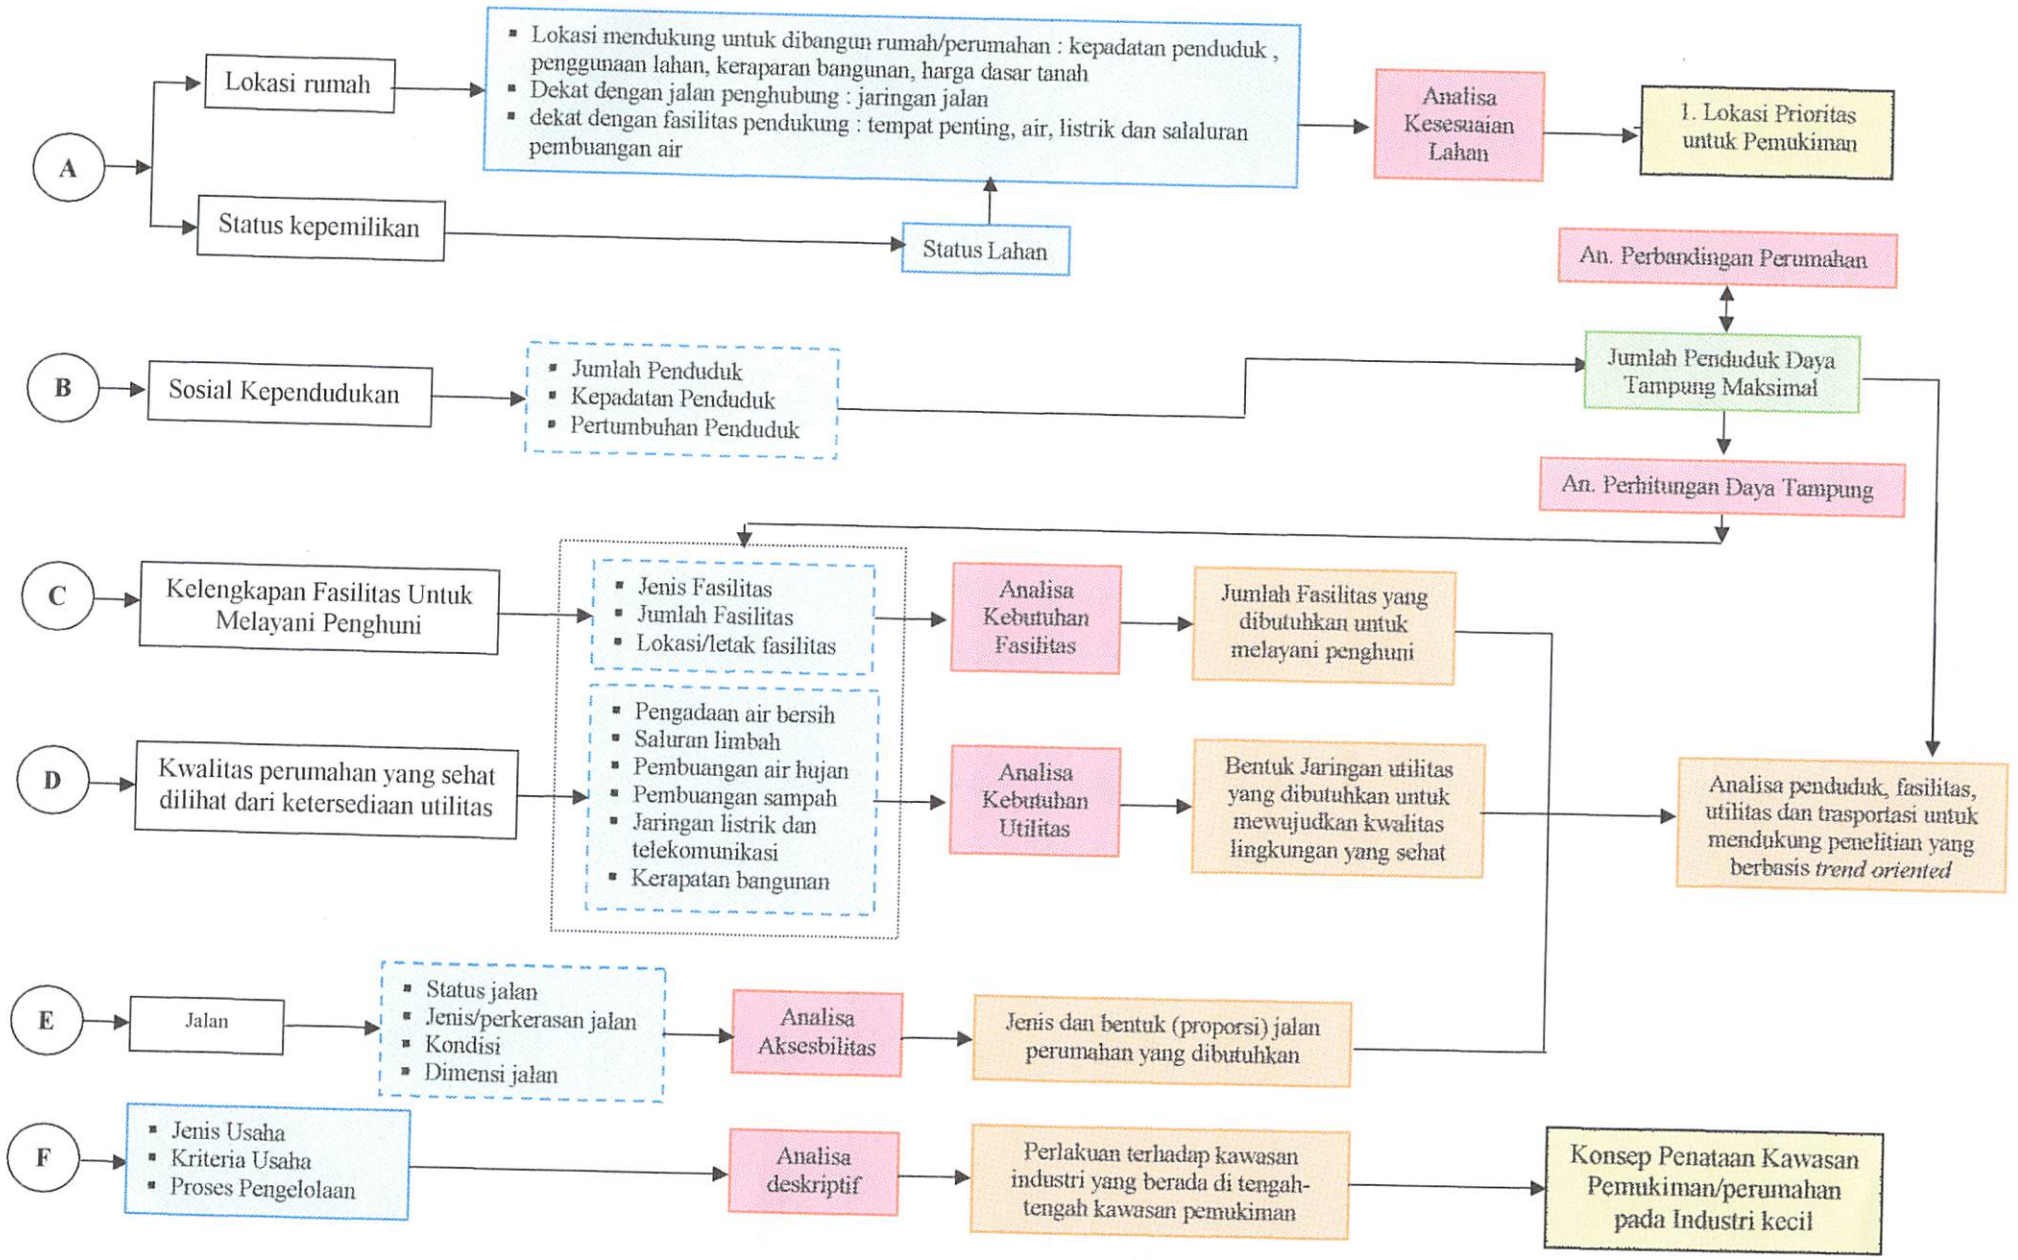 A
Lokasi rumah
Status kepemilikan
▪ Lokasi mendukung untuk dibangun rumah/perumahan : kepadatan penduduk ,
penggunaan lahan, keraparan bangunan, harga dasar tanah
▪ Dekat dengan jalan penghubung : jaringan jalan
▪ dekat dengan fasilitas pendukung : tempat penting, air, listrik dan salaluran
pembuangan air
Status Lahan
Analisa
Kesesuaian
Lahan
1. Lokasi Prioritas
untuk Pemukiman
B
Sosial Kependudukan
▪ Jumlah Penduduk
▪ Kepadatan Penduduk
▪ Pertumbuhan Penduduk
An. Perbandingan Perumahan
Jumlah Penduduk Daya
Tampung Maksimal
An. Perhitungan Daya Tampung
C
Kelengkapan Fasilitas Untuk
Melayani Penghuni
▪ Jenis Fasilitas
▪ Jumlah Fasilitas
▪ Lokasi/letak fasilitas
Analisa
Kebutuhan
Fasilitas
Jumlah Fasilitas yang
dibutuhkan untuk
melayani penghuni
D
Kwalitas perumahan yang sehat
dilihat dari ketersediaan utilitas
▪ Pengadaan air bersih
▪ Saluran limbah
▪ Pembuangan air hujan
▪ Pembuangan sampah
▪ Jaringan listrik dan
telekomunikasi
▪ Kerapatan bangunan
Analisa
Kebutuhan
Utilitas
Bentuk Jaringan utilitas
yang dibutuhkan untuk
mewujudkan kwalitas
lingkungan yang sehat
Analisa penduduk, fasilitas,
utilitas dan trasportasi untuk
mendukung penelitian yang
berbasis trend oriented
E
Jalan
▪ Status jalan
▪ Jenis/perkerasan jalan
▪ Kondisi
▪ Dimensi jalan
Analisa
Aksesbilitas
Jenis dan bentuk (proporsi) jalan
perumahan yang dibutuhkan
F
▪ Jenis Usaha
▪ Kriteria Usaha
▪ Proses Pengelolaan
Analisa
deskriptif
Perlakuan terhadap kawasan
industri yang berada di tengah-
tengah kawasan pemukiman
Konsep Penataan Kawasan
Pemukiman/perumahan
pada Industri kecil